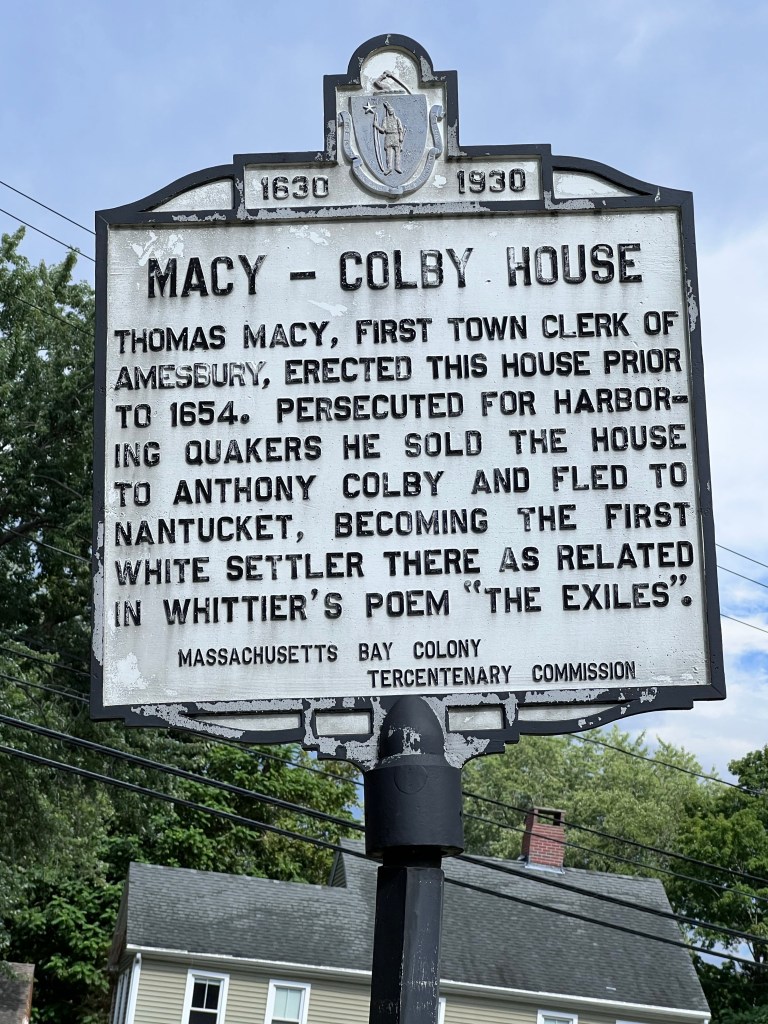 1630 1930
MACY – COLBY HOUSE
THOMAS MACY, FIRST TOWN CLERK OF
AMESBURY, ERECTED THIS HOUSE PRIOR
TO 1654. PERSECUTED FOR HARBOR-
ING QUAKERS HE SOLD THE HOUSE
TO ANTHONY COLBY AND FLED TO
NANTUCKET, BECOMING THE FIRST
WHITE SETTLER THERE AS RELATED
IN WHITTIER'S POEM "THE EXILES".
MASSACHUSETTS BAY COLONY
TERCENTENARY COMMISSION